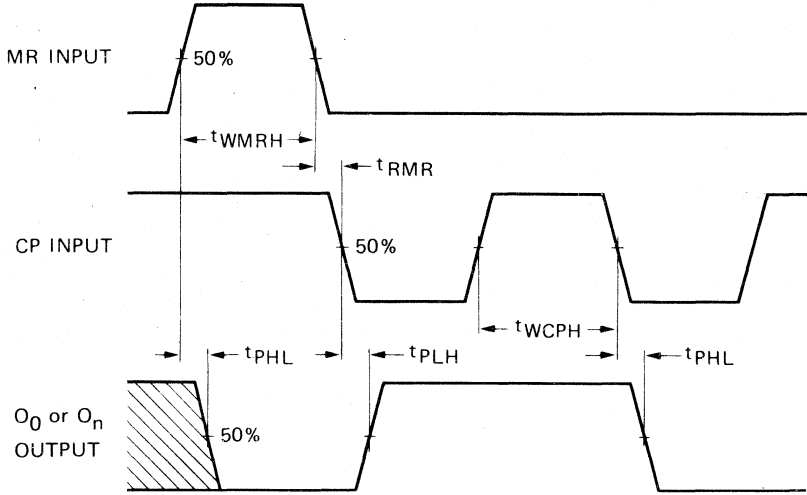 MR INPUT
50%
tWMRH
tRMR
CP INPUT
50%
tWCPH
tPHL
tPLH
tPHL
O0 or On
OUTPUT
50%